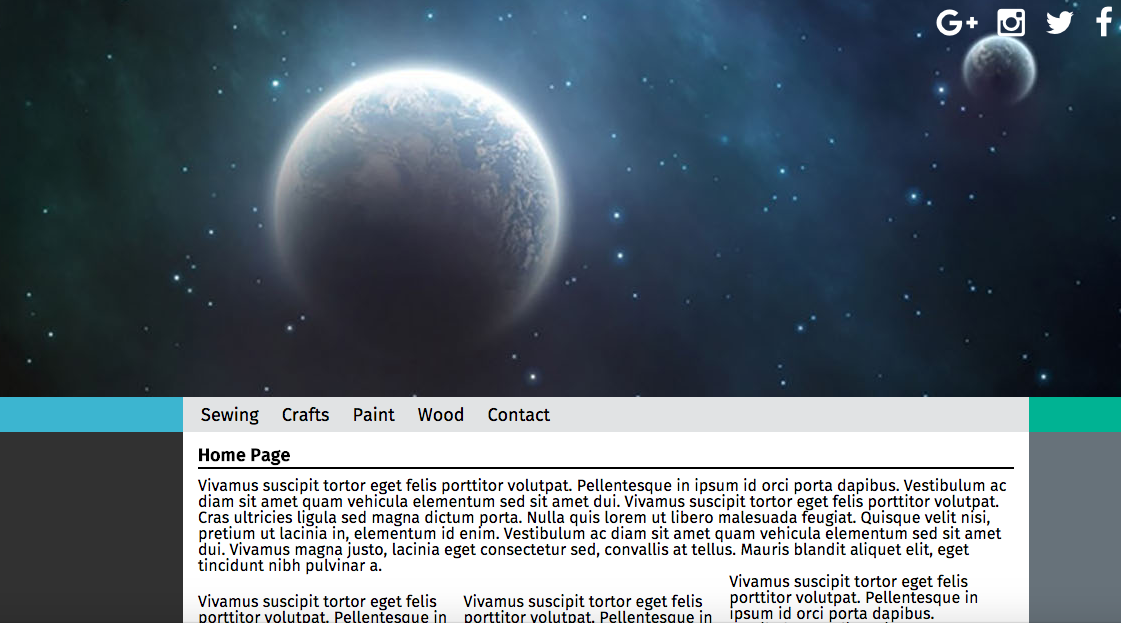 G+
Sewing Crafts Paint Wood Contact
Home Page
Vivamus suscipit tortor eget felis porttitor volutpat. Pellentesque in ipsum id orci porta dapibus. Vestibulum ac
diam sit amet quam vehicula elementum sed sit amet dui. Vivamus suscipit tortor eget felis porttitor volutpat.
Cras ultricies ligula sed magna dictum porta. Nulla quis lorem ut libero malesuada feugiat. Quisque velit nisi,
pretium ut lacinia in, elementum id enim. Vestibulum ac diam sit amet quam vehicula elementum sed sit amet
dui. Vivamus magna justo, lacinia eget consectetur sed, convallis at tellus. Mauris blandit aliquet elit, eget
tincidunt nibh pulvinar a.
Vivamus suscipit tortor eget felis
porttitor volutpat. Pellentesque in
Vivamus suscipit tortor eget felis
porttitor volutpat. Pellentesque in
Vivamus suscipit tortor eget felis
porttitor volutpat. Pellentesque in
ipsum id orci porta dapibus.